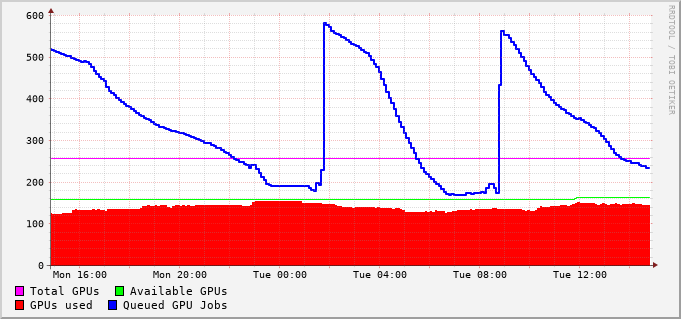 RRDTOOL / TOBI OETIKER
600
500
400
300
200
100
0
Mon 16:00 Mon 20:00 Tue 00:00 Tue 04:00 Tue 08:00 Tue 12:00
Total GPUs Available GPUs
GPUs used Queued GPU Jobs